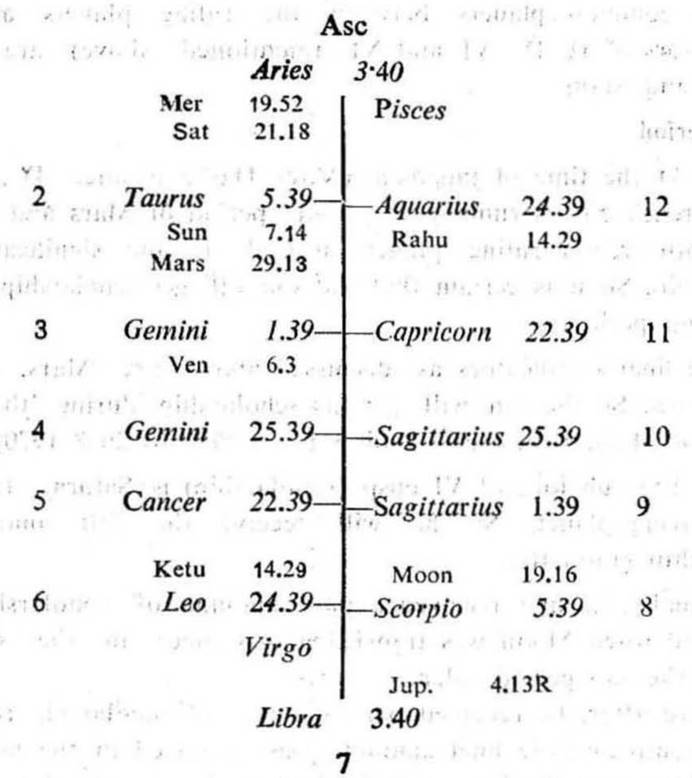 Asc
Aries 3·40
Mer 19.52 Pisces
Sat 21.18
2 Taurus 5.39 Aquarius 24.39 12
Sun 7.14 Rahu 14.29
Mars 29.13
3 Gemini 1.39 Capricorn 22.39 11
Ven 6.3
4 Gemini 25.39 Sagittarius 25.39 10
5 Cancer 22.39 Sagittarius 1.39 9
Ketu 14.29 Moon 19.16
6 Leo 24.39 Scorpio 5.39 8
Virgo
Jup. 4.13R
Libra 3.40
7